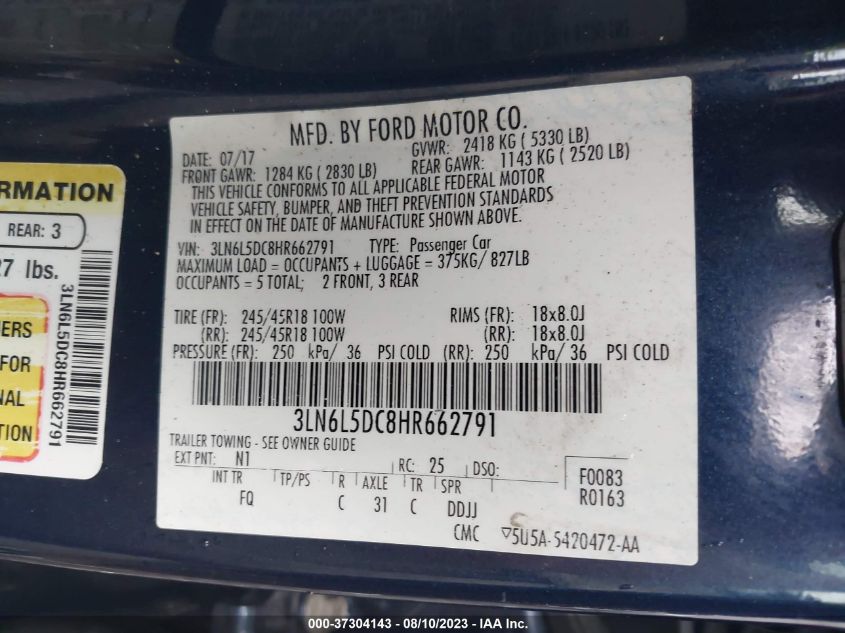 MFD. BY FORD MOTOR CO.
DATE: 07/17
GVWR: 2418 KG ( 5330 LB)
FRONT GAWR: 1284 KG ( 2830 LB)
REAR GAWR: 1143 KG ( 2520 LB)
THIS VEHICLE CONFORMS TO ALL APPLICABLE FEDERAL MOTOR
VEHICLE SAFETY, BUMPER, AND THEFT PREVENTION STANDARDS
IN EFFECT ON THE DATE OF MANUFACTURE SHOWN ABOVE.
VIN: 3LN6L5DC8HR662791 TYPE: Passenger Car
MAXIMUM LOAD = OCCUPANTS + LUGGAGE = 375KG/ 827LB
OCCUPANTS = 5 TOTAL; 2 FRONT, 3 REAR
TIRE (FR): 245/45R18 100W RIMS (FR): 18x8.0J
(RR): 245/45R18 100W (RR): 18x8.0J
PRESSURE (FR): 250 kPa/ 36 PSI COLD (RR): 250 kPa/ 36 PSI COLD
3LN6L5DC8HR662791
TRAILER TOWING - SEE OWNER GUIDE
EXT PNT: N1 RC: 25 DSO: F0083
INT TR TP/PS R AXLE TR SPR R0163
FQ C 31 C DDJJ
CMC ▽5U5A-5420472-AA
RMATION
REAR: 3
27 lbs.
ERS
FOR
NAL
TION
3LN6L5DC8HR662791
000-37304143 - 08/10/2023 - IAA Inc.